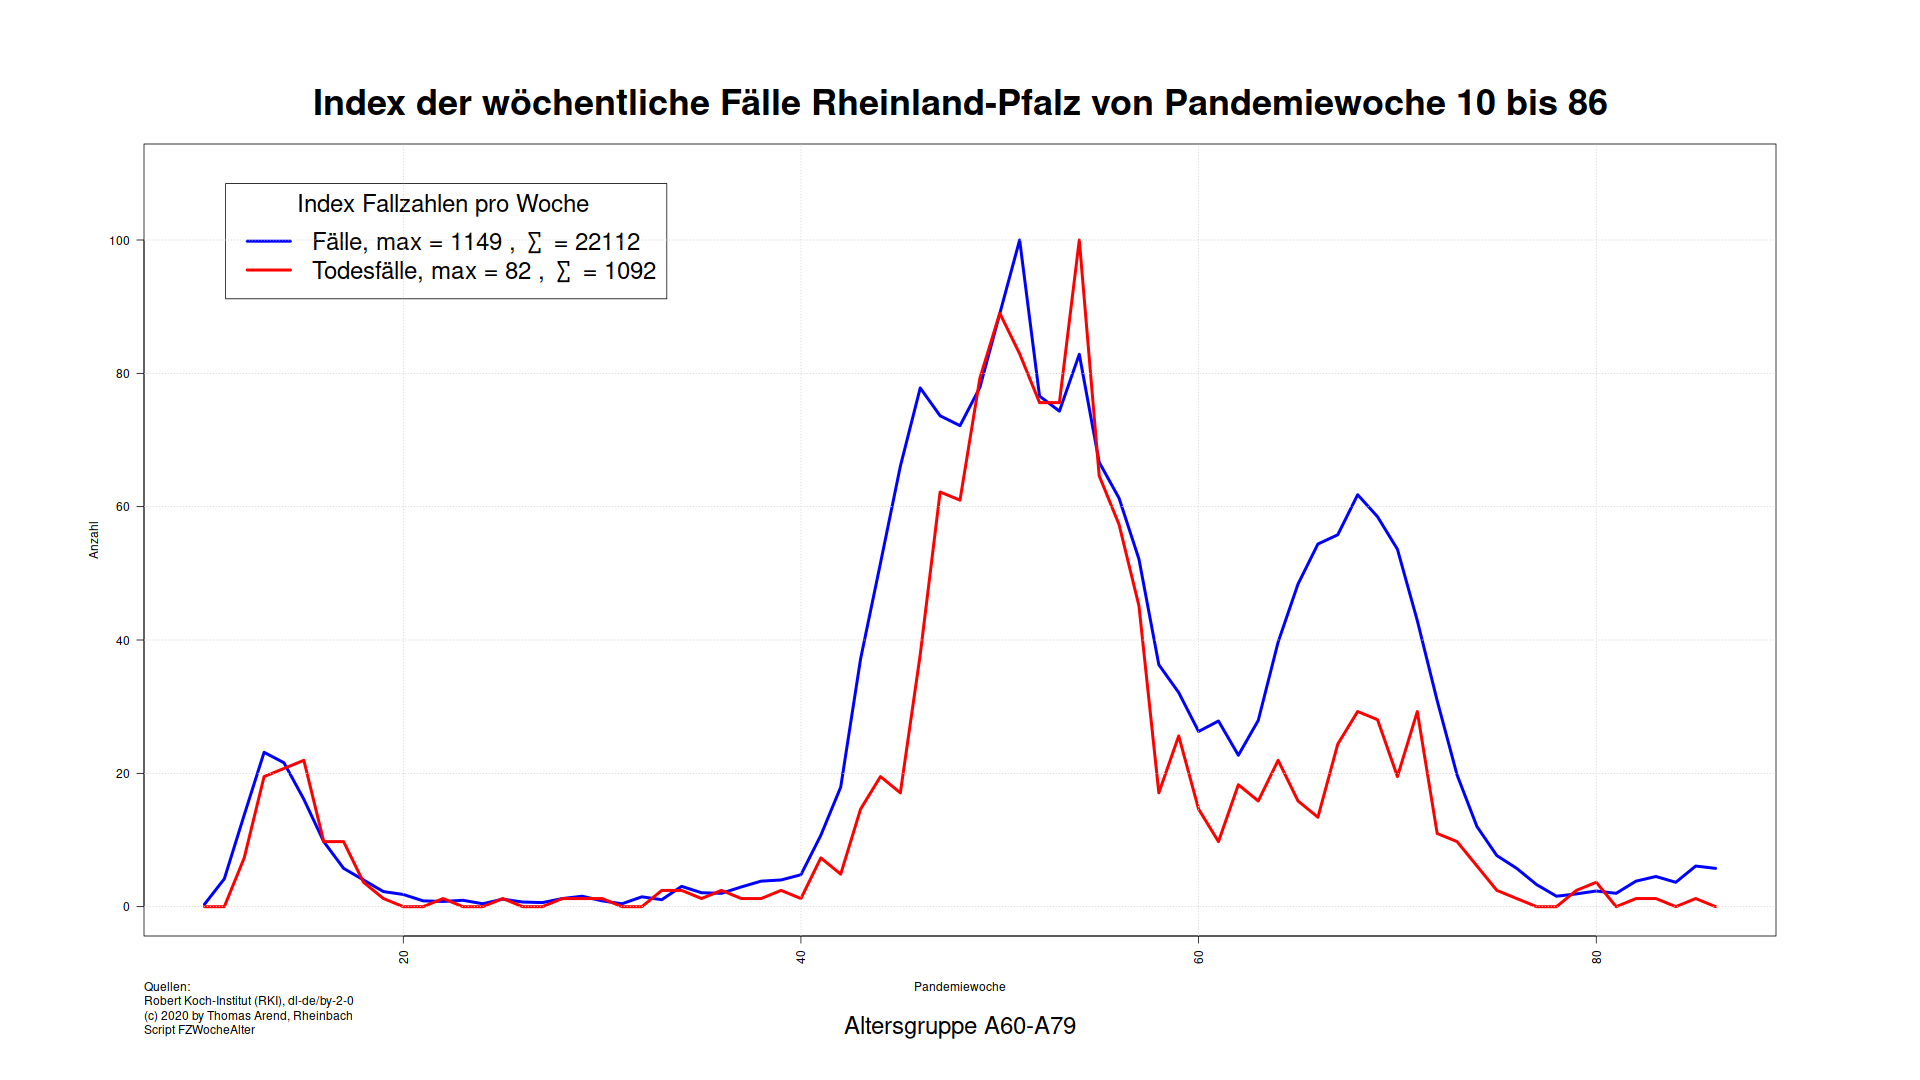 Index der wöchentliche Fälle Rheinland-Pfalz von Pandemiewoche 10 bis 86
Index Fallzahlen pro Woche
Fälle, max = 1149 , ∑ = 22112
Todesfälle, max = 82 , ∑ = 1092
100
80
60
40
20
0
Anzahl
20
40
60
80
Pandemiewoche
Quellen:
Robert Koch-Institut (RKI), dl-de/by-2-0
(c) 2020 by Thomas Arend, Rheinbach
Script FZWocheAlter
Altersgruppe A60-A79